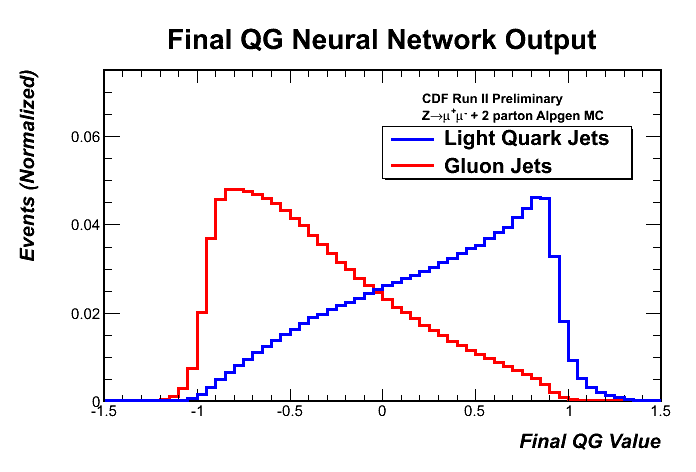 Final QG Neural Network Output
Events (Normalized)
CDF Run II Preliminary
Z→μ⁺μ⁻ + 2 parton Alpgen MC
Light Quark Jets
Gluon Jets
0.06
0.04
0.02
0
-1.5 -1 -0.5 0 0.5 1 1.5
Final QG Value